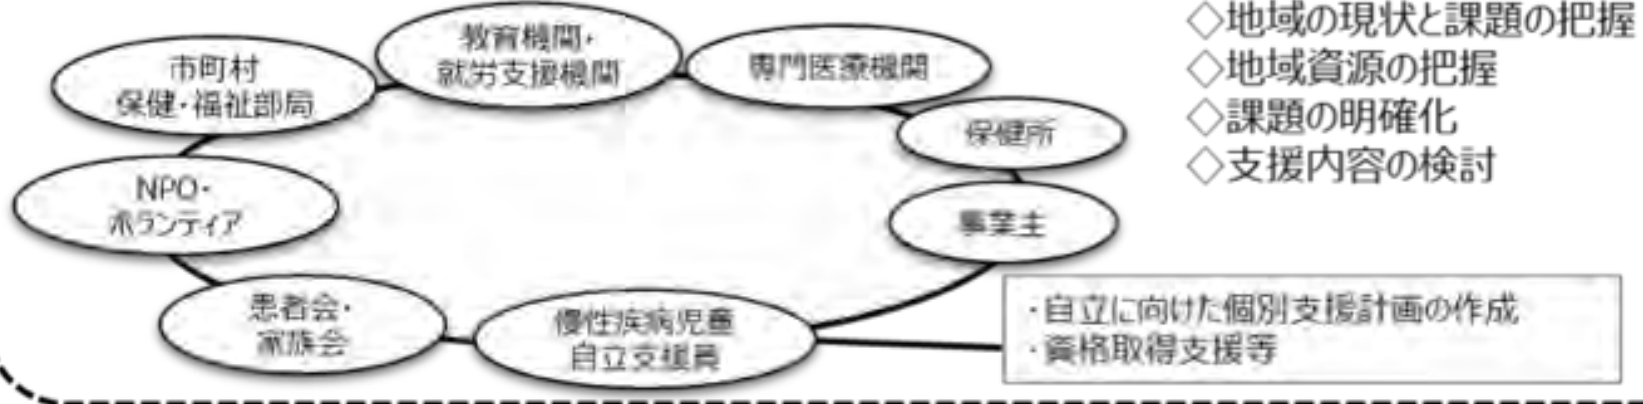 教育機関・
就労支援機関
市町村
保健・福祉部局
専門医療機関
保健所
NPO・
ボランティア
事業主
患者会・
家族会
慢性疾病児童
自立支援員
◇地域の現状と課題の把握
◇地域資源の把握
◇課題の明確化
◇支援内容の検討
・自立に向けた個別支援計画の作成
・資格取得支援等